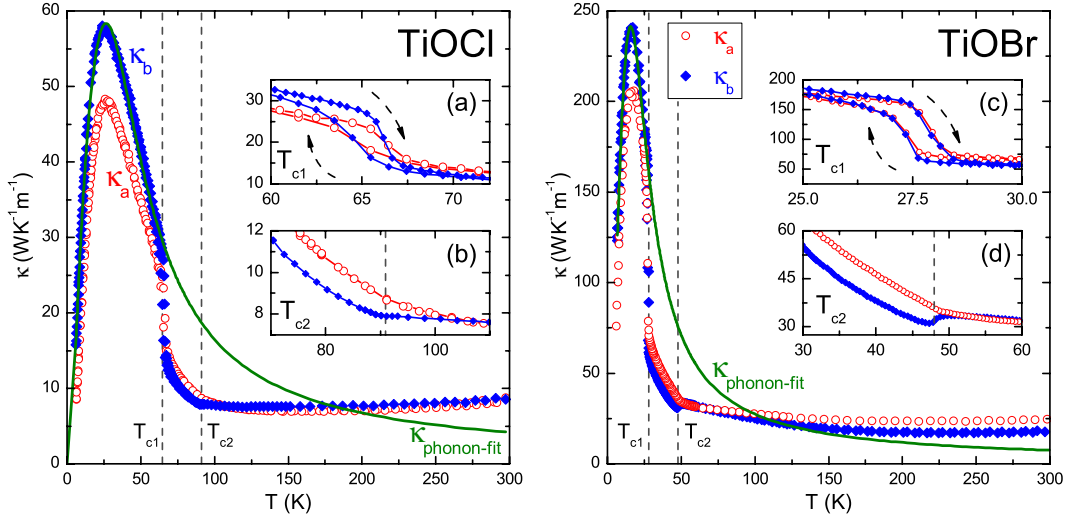 TiOCl
κb
κa
(a)
Tc1
30
20
10
60 65 70
(b)
Tc2
12
10
8
80 100
κ (WK-1m-1)
60
50
40
30
20
10
0
Tc1
Tc2
κphonon-fit
0 50 100 150 200 250 300
T (K)
TiOBr
κa
κb
(c)
Tc1
200
175
150
125
100
75
50
25.0 27.5 30.0
(d)
Tc2
60
45
30
30 40 50 60
κ (WK-1m-1)
250
200
150
100
50
0
κphonon-fit
Tc1
Tc2
0 50 100 150 200 250 300
T (K)